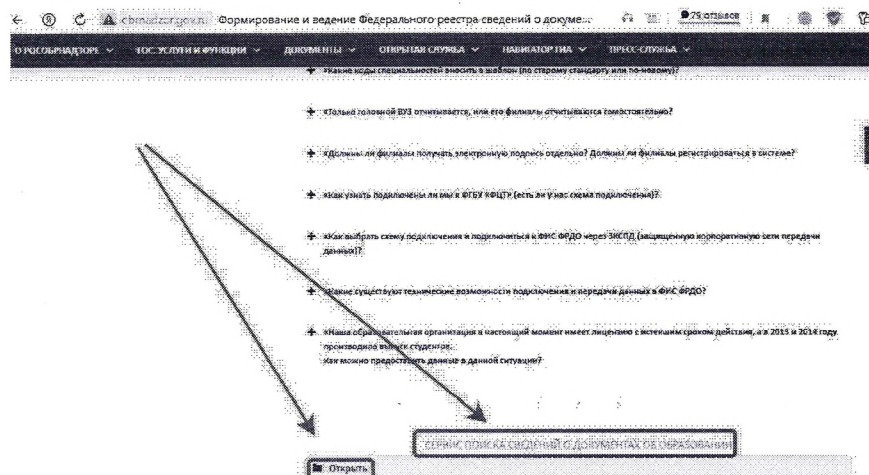 obrnadzor.gov.ru Формирование и ведение Федерального реестра сведений о докуме... 79 отзывов
О РОСОБРНАДЗОРЕ ГОС. УСЛУГИ И ФУНКЦИИ ДОКУМЕНТЫ ОТКРЫТАЯ СЛУЖБА НАВИГАТОР ГИА ПРЕСС-СЛУЖБА
+ «Какие коды специальностей вносить в шаблон (по старому стандарту или по-новому)?
+ «Только головной ВУЗ отчитывается, или его филиалы отчитываются самостоятельно?
+ «Должны ли филиалы получать электронную подпись отдельно? Должны ли филиалы регистрироваться в системе?
+ «Как узнать подключены ли мы к ФГБУ «ФЦТ» (есть ли у нас схема подключения)?
+ «Как выбрать схему подключения и подключиться к ФИС ФРДО через ЗКСПД (защищенную корпоративную сети передачи
данных)?
+ «Какие существуют технические возможности подключения и передачи данных в ФИС ФРДО?
+ «Наша образовательная организация в настоящий момент имеет лицензию с истекшим сроком действия, а в 2013 и 2014 году
производила выпуск студентов.
Как можно предоставить данные в данной ситуации?
СЕРВИС ПОИСКА СВЕДЕНИЙ О ДОКУМЕНТАХ ОБ ОБРАЗОВАНИИ
Открыть